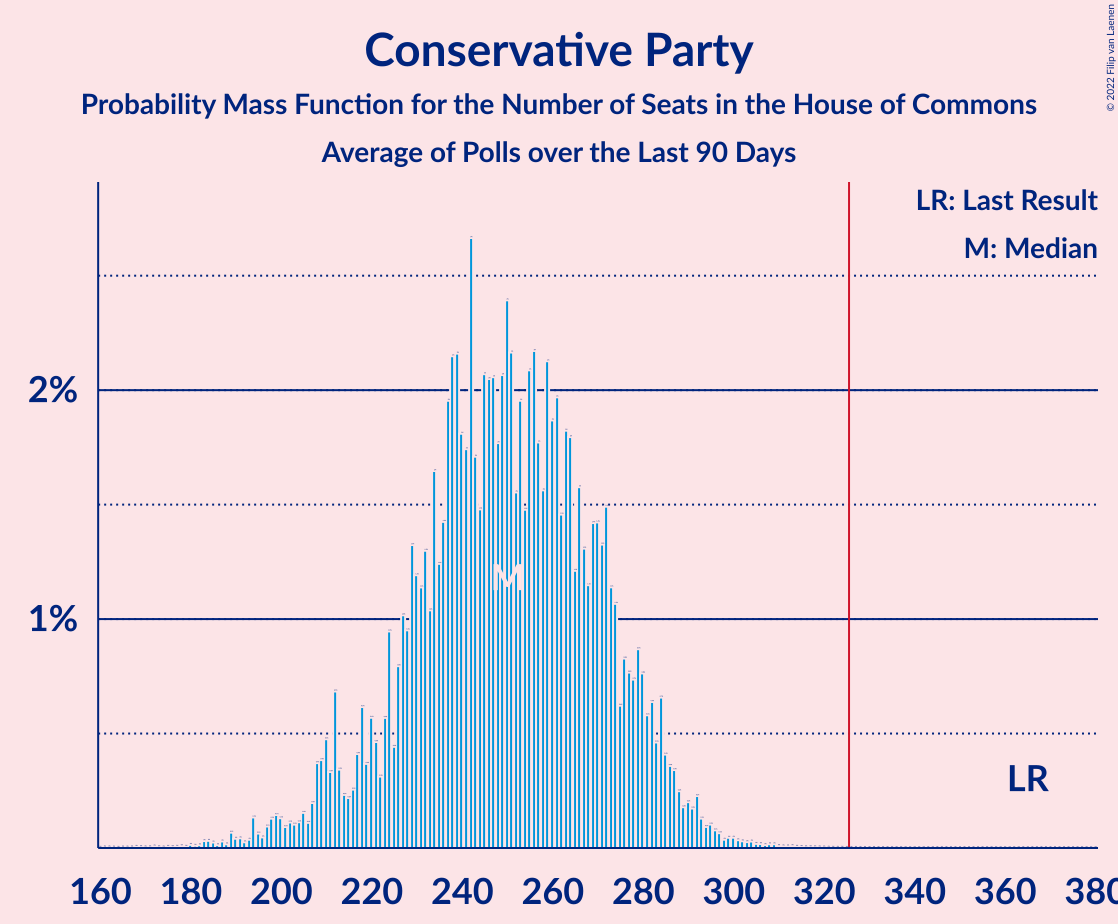 Conservative Party
Probability Mass Function for the Number of Seats in the House of Commons
Average of Polls over the Last 90 Days
© 2022 Filip van Laenen
LR: Last Result
M: Median
2%
1%
M
LR
160 180 200 220 240 260 280 300 320 340 360 380